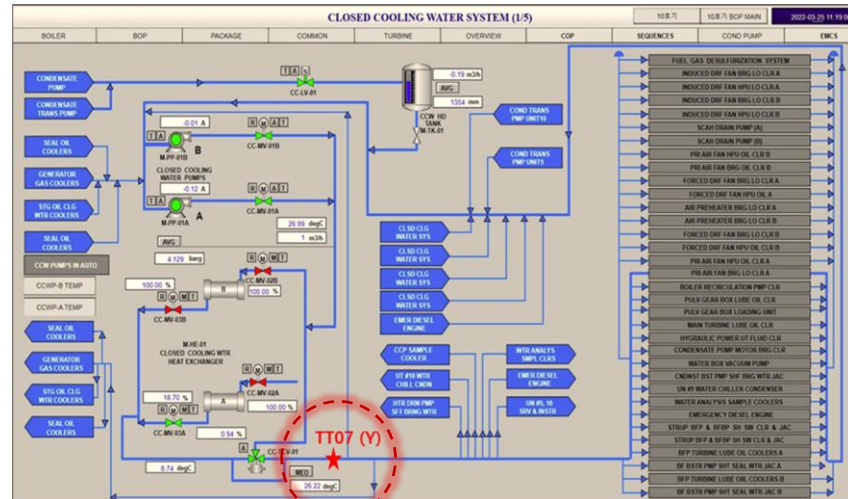 CLOSED COOLING WATER SYSTEM (1/5)
10호기
10호기 BOP MAIN
2022-03-25 11:19:0
BOILER
BOP
PACKAGE
COMMON
TURBINE
OVERVIEW
COP
SEQUENCES
COND PUMP
EMCS
CONDENSATE PUMP
CONDENSATE TRANS PUMP
SEAL OIL COOLERS
GENERATOR GAS COOLERS
STG OIL CLG WTR COOLERS
SEAL OIL COOLERS
CCW PUMPS IN AUTO
CCWP-B TEMP
CCWP-A TEMP
SEAL OIL COOLERS
GENERATOR GAS COOLERS
STG OIL CLG WTR COOLERS
SEAL OIL COOLERS
T A S
CC-LV-01
-0.01 A
T A
B
M-PP-01B
R M A T
CC-MV-01B
CLOSED COOLING WATER PUMPS
-0.12 A
T A
A
M-PP-01A
R M A T
CC-MV-01A
26.99 degC
1 m3/h
AVG
4.129 barg
R M M T
CC-MV-02B
100.00 %
100.00 %
R M M T
CC-MV-03B
B
M-HE-01
CLOSED COOLING WTR
HEAT EXCHANGER
R M M T
CC-MV-02A
18.70 %
100.00 %
R M M T
CC-MV-03A
A
0.94 %
A
8.74 degC
MED
26.22 degC
TT07 (Y)
-0.19 m3/h
AVG
1354 mm
CCW HD
TANK
M-TK-01
COND TRANS PMP UNIT10
COND TRANS PMP UNIT9
CLSD CLG WATER SYS
CLSD CLG WATER SYS
CLSD CLG WATER SYS
CLSD CLG WATER SYS
EMER DIESEL ENGINE
CCP SAMPLE COOLER
UT #10 WTR CHILL CNDN
HTR DRN PMP SFT BRNG WTR
WTR ANALYS SMPL CLRS
EMER DIESEL ENGINE
UN #9, 10 SRV & INSTR
FUEL GAS DESULFURIZATION SYSTEM
INDUCED DRF FAN BRG LO CLR A
INDUCED DRF FAN BRG LO CLR A
INDUCED DRF FAN BRG LO CLR B
INDUCED DRF FAN BRG LO CLR B
SCAH DRAIN PUMP (A)
SCAH DRAIN PUMP (B)
PRI AIR FAN HPU OIL CLR B
PRI AIR FAN BRG OIL CLR B
FORCED DRF FAN BRG LO CLR A
FORCED DRF FAN HPU OIL A
AIR PREHEATER BRG LO CLR A
AIR PREHEATER BRG LO CLR B
FORCED DRF FAN BRG LO CLR B
FORCED DRF FAN HPU OIL CLR B
PRI AIR FAN HPU OIL CLR A
PRI AIR FAN BRG LO CLR A
BOILER RECIRCULATION PMP CLR
PULV GEAR BOX LUBE OIL CLR
PULV GEAR BOX LOADING UNIT
MAIN TURBINE LUBE OIL CLR
HYGRAULIC POWER UT FLUID CLR
CONDENSATE PUMP MOTOR BRG CLR
WATER BOX VACUUM PUMP
CNDNST BST PMP SHF BRG WTR JAC
UN #9 WATER CHILLER CONDENSER
WATER ANALYSIS SAMPLE COOLERS
EMERGENCY DIESEL ENGINE
STRUP BFP & BFBP SH SW CLR & JAC
STRUP BFP & BFBP SH SW CLR & JAC
BFP TURBINE LUBE OIL COOLERS A
BF BSTR PMP SHT SEAL WTR JAC A
BFP TURBINE LUBE OIL COOLERS B
BF BSTR PMP SHT SEAL WTR JAC B